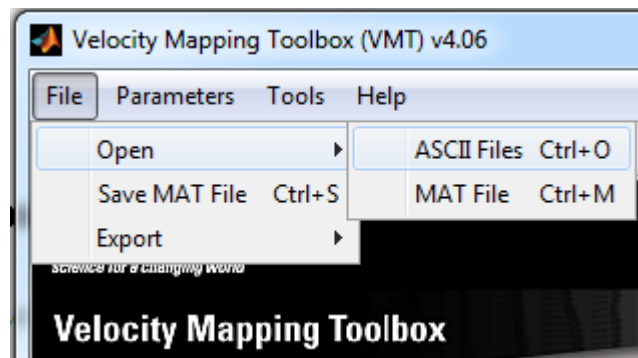 Velocity Mapping Toolbox (VMT) v4.06
File Parameters Tools Help
Open ASCII Files Ctrl+O
Save MAT File Ctrl+S MAT File Ctrl+M
Export
science for a changing world
Velocity Mapping Toolbox